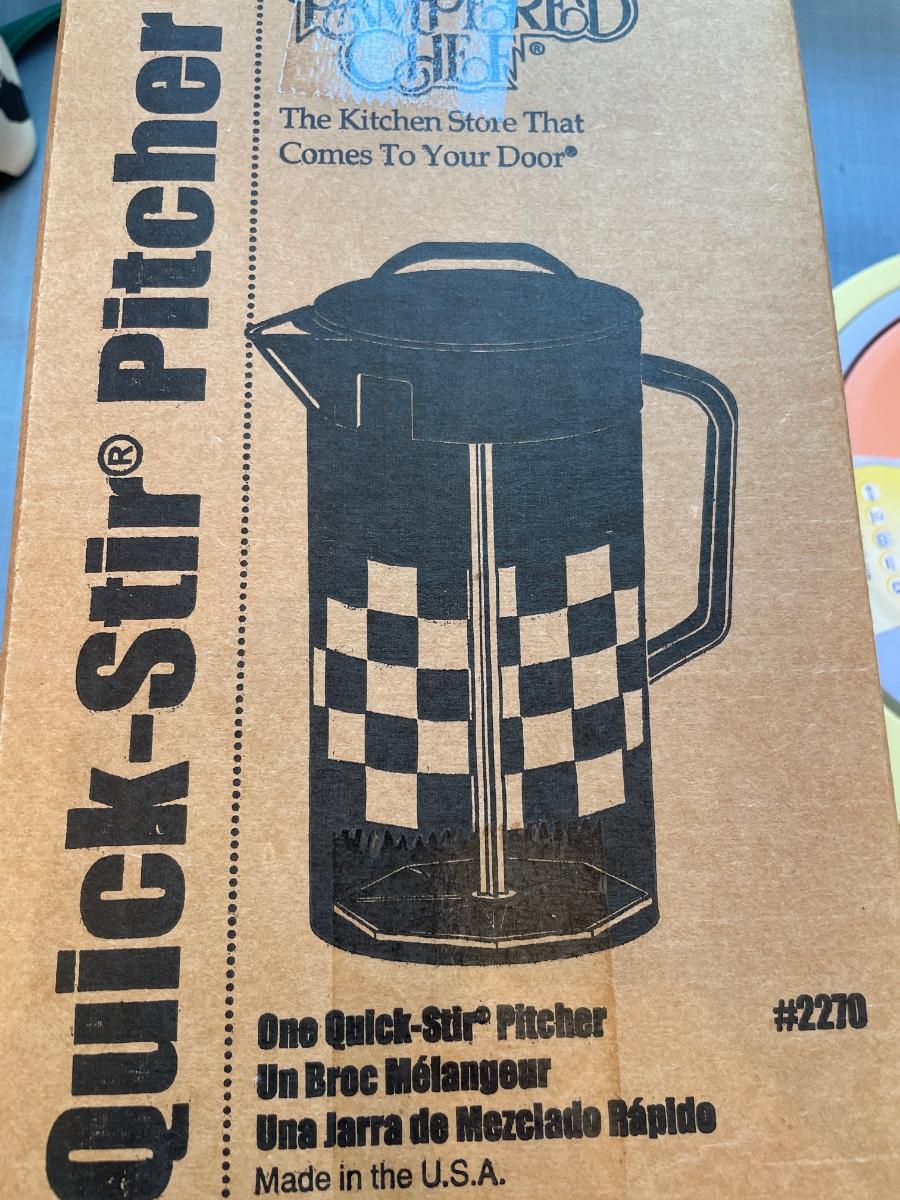 Quick-Stir® Pitcher
PAMPERED
CHEF®
The Kitchen Store That
Comes To Your Door®
One Quick-Stir® Pitcher
#2270
Un Broc Mélangeur
Una Jarra de Mezclado Rápido
Made in the U.S.A.